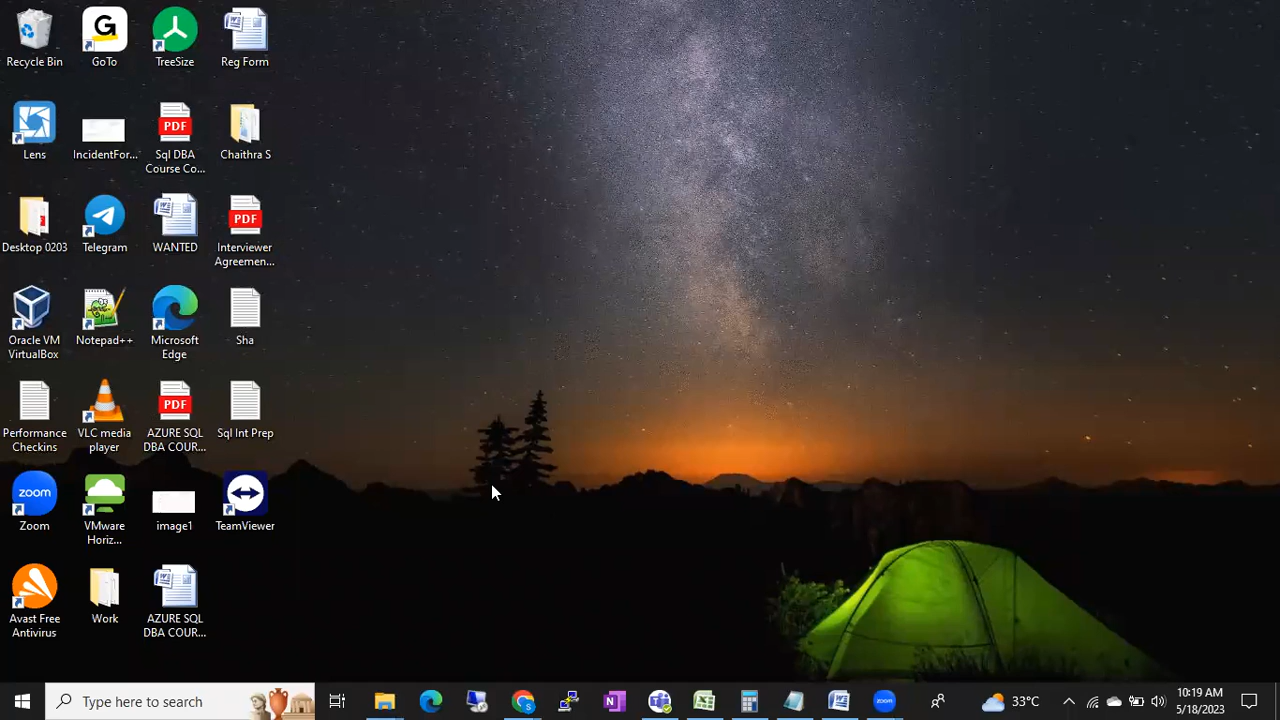 Recycle Bin
GoTo
TreeSize
Reg Form
Lens
IncidentFor...
PDF
Sql DBA
Course Co...
Chaithra S
Desktop 0203
Telegram
WANTED
PDF
Interviewer
Agreemen...
Oracle VM
VirtualBox
Notepad++
Microsoft
Edge
Sha
Performance
Checkins
VLC media
player
PDF
AZURE SQL
DBA COUR...
Sql Int Prep
zoom
Zoom
VMware
Horiz...
image1
TeamViewer
Avast Free
Antivirus
Work
AZURE SQL
DBA COUR...
Type here to search
33°C
5/18/2023